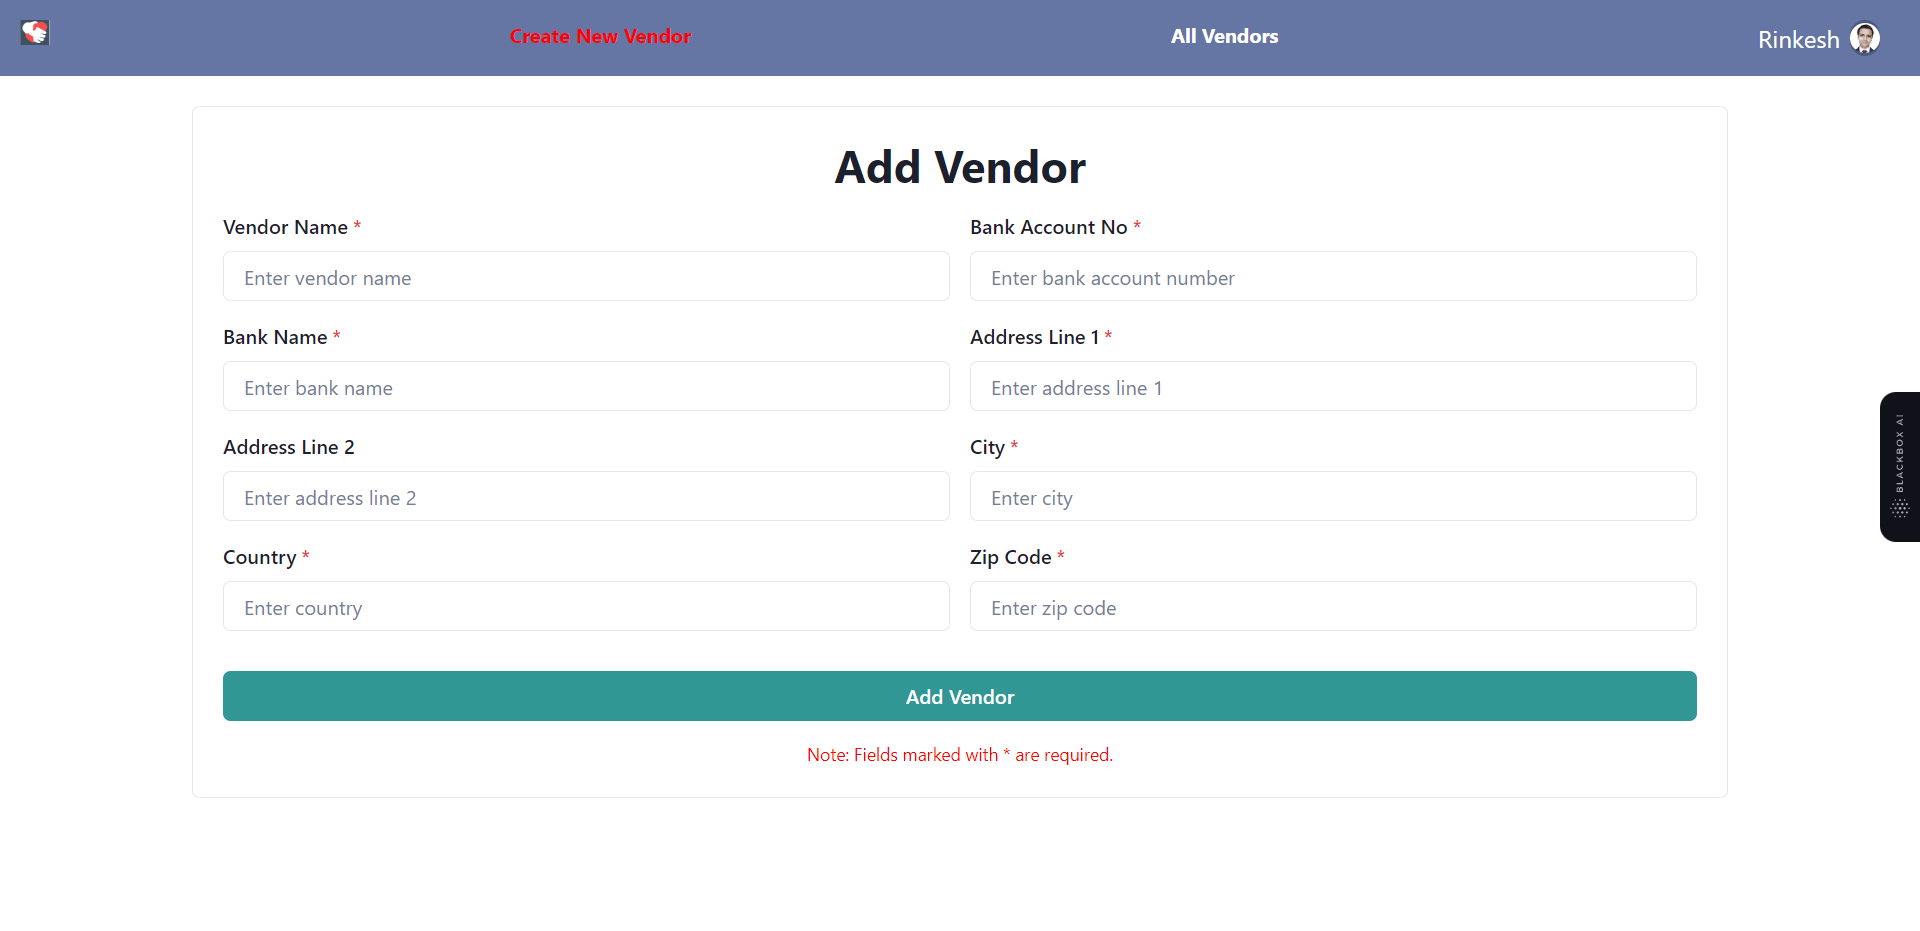 Create New Vendor
All Vendors
Rinkesh
Add Vendor
Vendor Name *
Bank Account No *
Enter vendor name
Enter bank account number
Bank Name *
Address Line 1 *
Enter bank name
Enter address line 1
Address Line 2
City *
Enter address line 2
Enter city
Country *
Zip Code *
Enter country
Enter zip code
Add Vendor
Note: Fields marked with * are required.
BLACKBOX AI